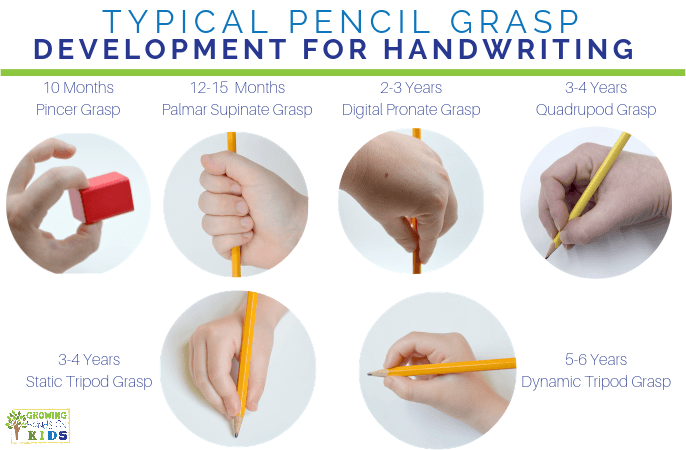 TYPICAL PENCIL GRASP
DEVELOPMENT FOR HANDWRITING
10 Months
Pincer Grasp
12-15 Months
Palmar Supinate Grasp
2-3 Years
Digital Pronate Grasp
3-4 Years
Quadrupod Grasp
3-4 Years
Static Tripod Grasp
5-6 Years
Dynamic Tripod Grasp
GROWING
hands-on
KIDS